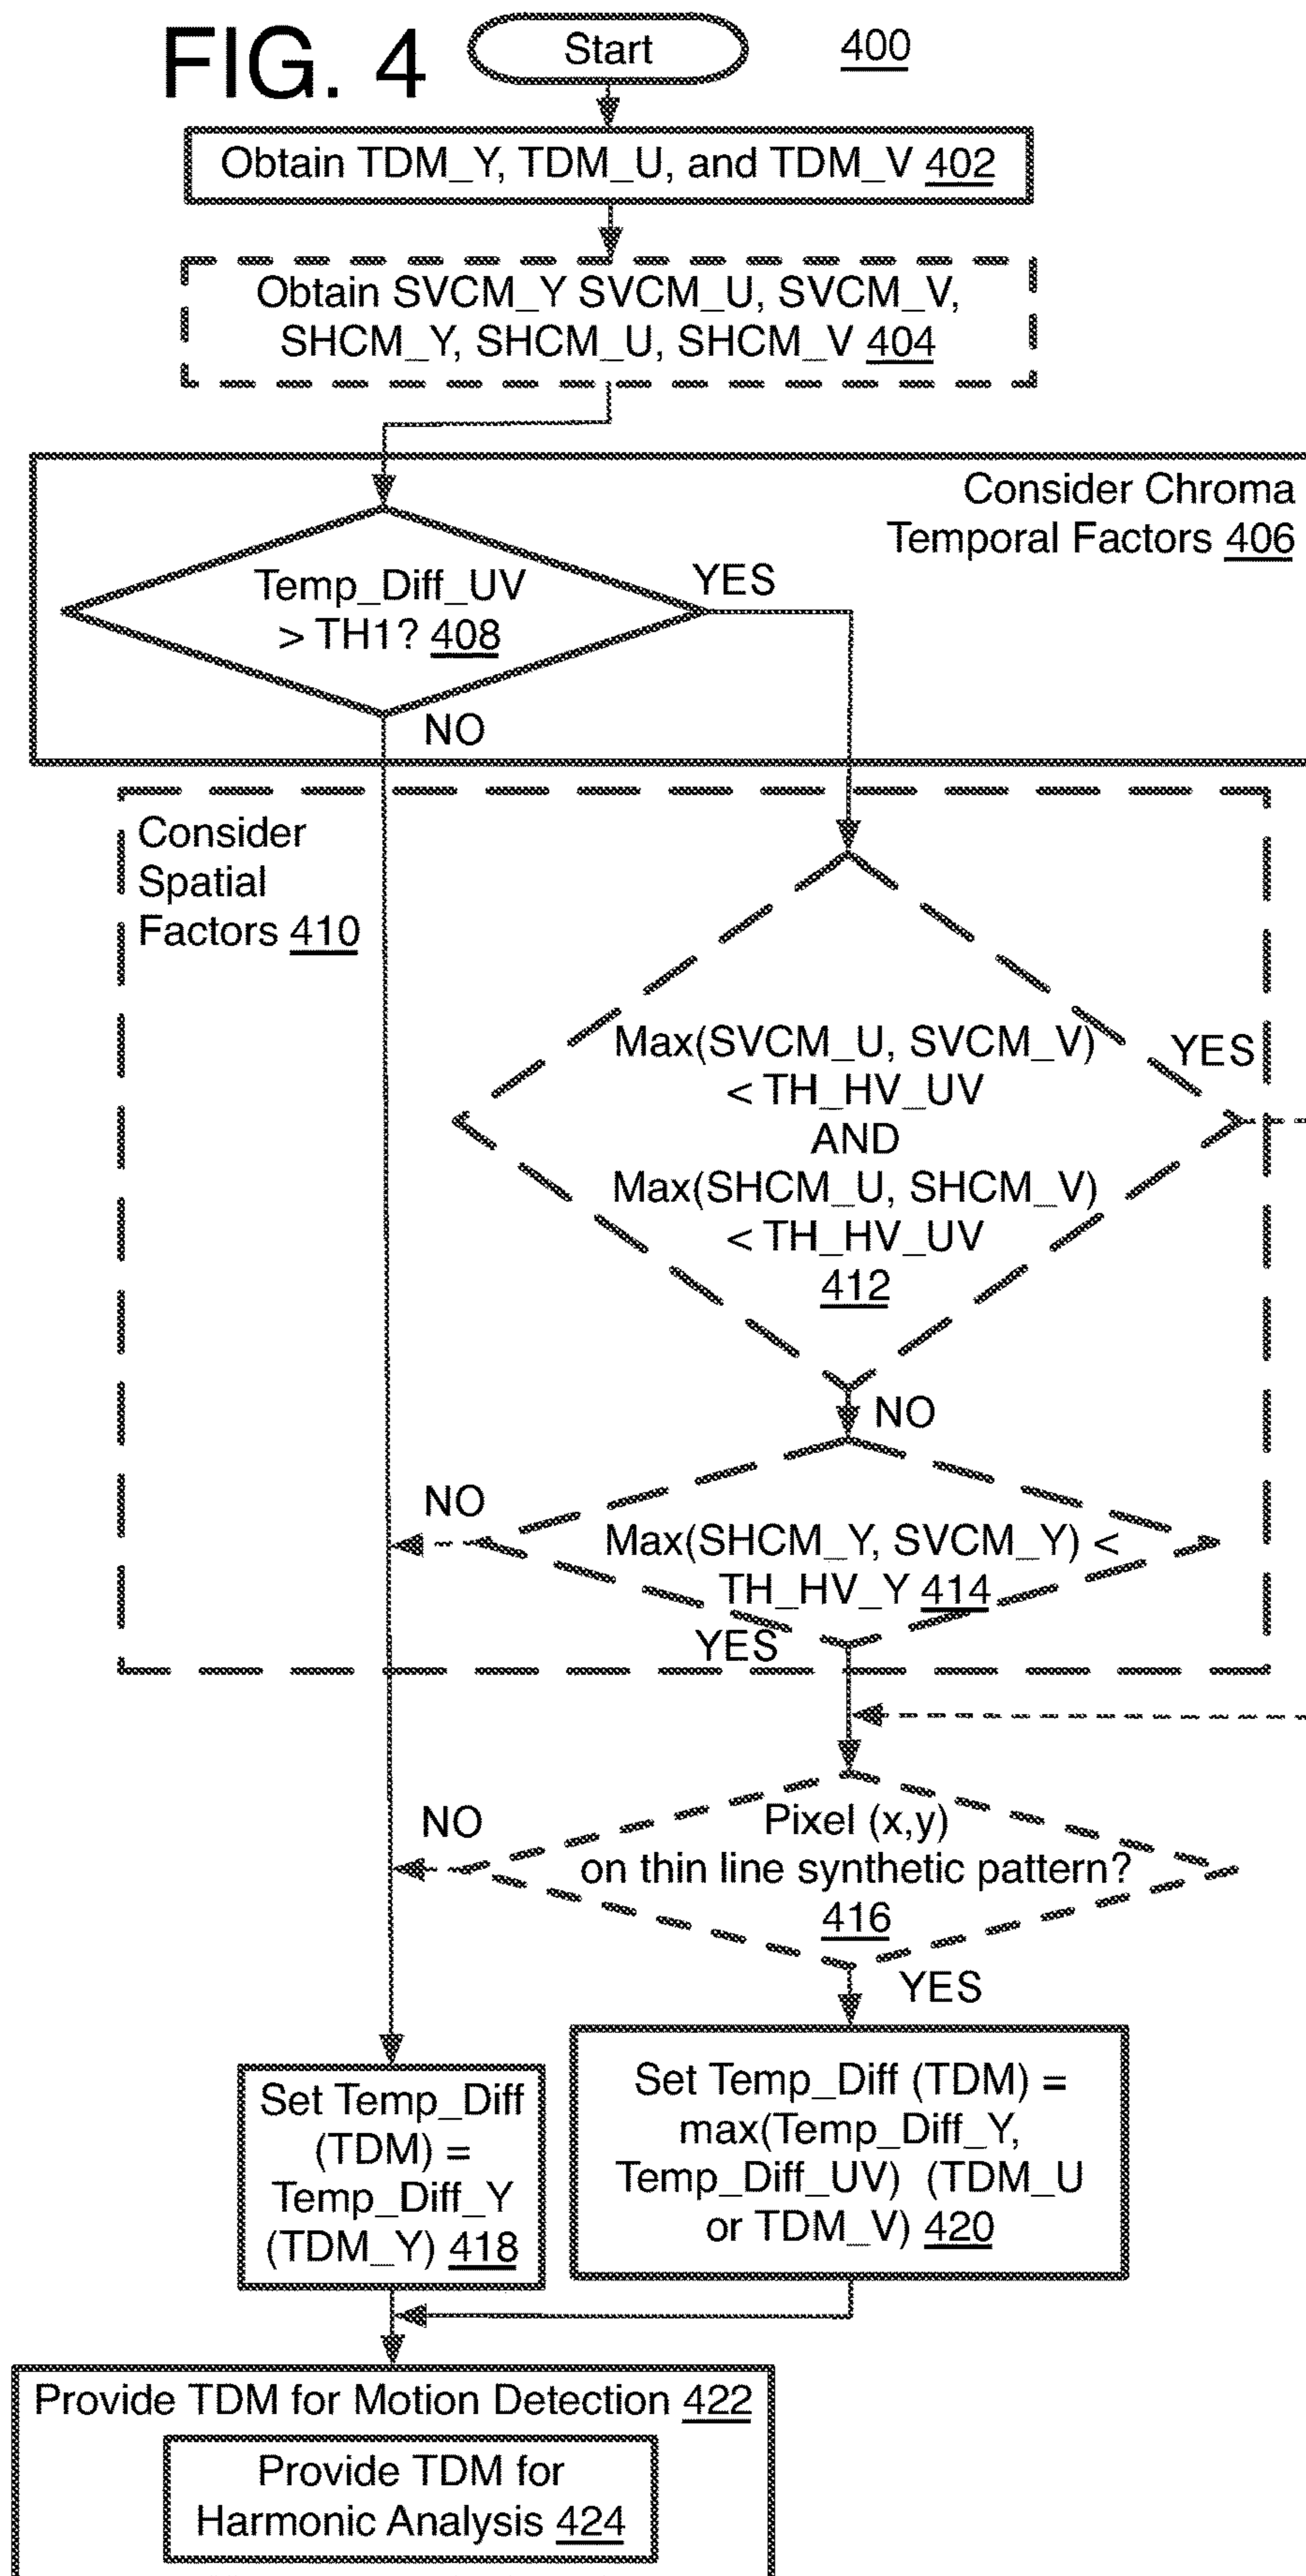 FIG. 4
Start
400
Obtain TDM_Y, TDM_U, and TDM_V 402
Obtain SVCM_Y SVCM_U, SVCM_V,
SHCM_Y, SHCM_U, SHCM_V 404
Consider Chroma
Temporal Factors 406
Temp_Diff_UV
> TH1? 408
YES
NO
Consider
Spatial
Factors 410
Max(SVCM_U, SVCM_V)
< TH_HV_UV
AND
Max(SHCM_U, SHCM_V)
< TH_HV_UV
412
YES
NO
NO
Max(SHCM_Y, SVCM_Y) <
TH_HV_Y 414
YES
NO
Pixel (x,y)
on thin line synthetic pattern?
416
YES
Set Temp_Diff
(TDM) =
Temp_Diff_Y
(TDM_Y) 418
Set Temp_Diff (TDM) =
max(Temp_Diff_Y,
Temp_Diff_UV) (TDM_U
or TDM_V) 420
Provide TDM for Motion Detection 422
Provide TDM for
Harmonic Analysis 424